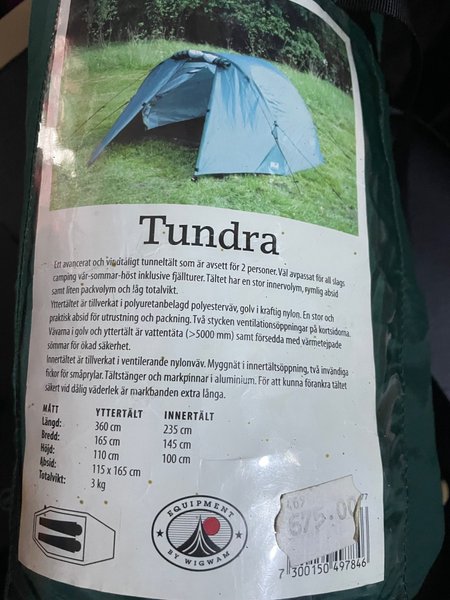 Tundra
Ett avancerat och vindtåligt tunneltält som är avsett för 2 personer. Väl avpassat för all slags
camping vår-sommar-höst inklusive fjällturer. Tältet har en stor innervolym, rymlig absid
samt liten packvolym och låg totalvikt.
Yttertältet är tillverkat i polyuretanbelagd polyesterväv, golv i kraftig nylon. En stor och
praktisk absid för utrustning och packning. Två stycken ventilationsöppningar på kortsidorna.
Vävarna i golv och yttertält är vattentäta (>5000 mm) samt försedda med värmetejpade
sömmar för ökad säkerhet.
Innertältet är tillverkat i ventilerande nylonväv. Myggnät i innertältsöppning, två invändiga
fickor för småprylar. Tältstänger och markpinnar i aluminium. För att kunna förankra tältet
säkert vid dålig väderlek är markbanden extra långa.
MÅTT YTTERTÄLT INNERTÄLT
Längd: 360 cm 235 cm
Bredd: 165 cm 145 cm
Höjd: 110 cm 100 cm
Absid: 115 x 165 cm
Totalvikt: 3 kg
EQUIPMENT
BY WIGWAM
675.00
7 300150 497846